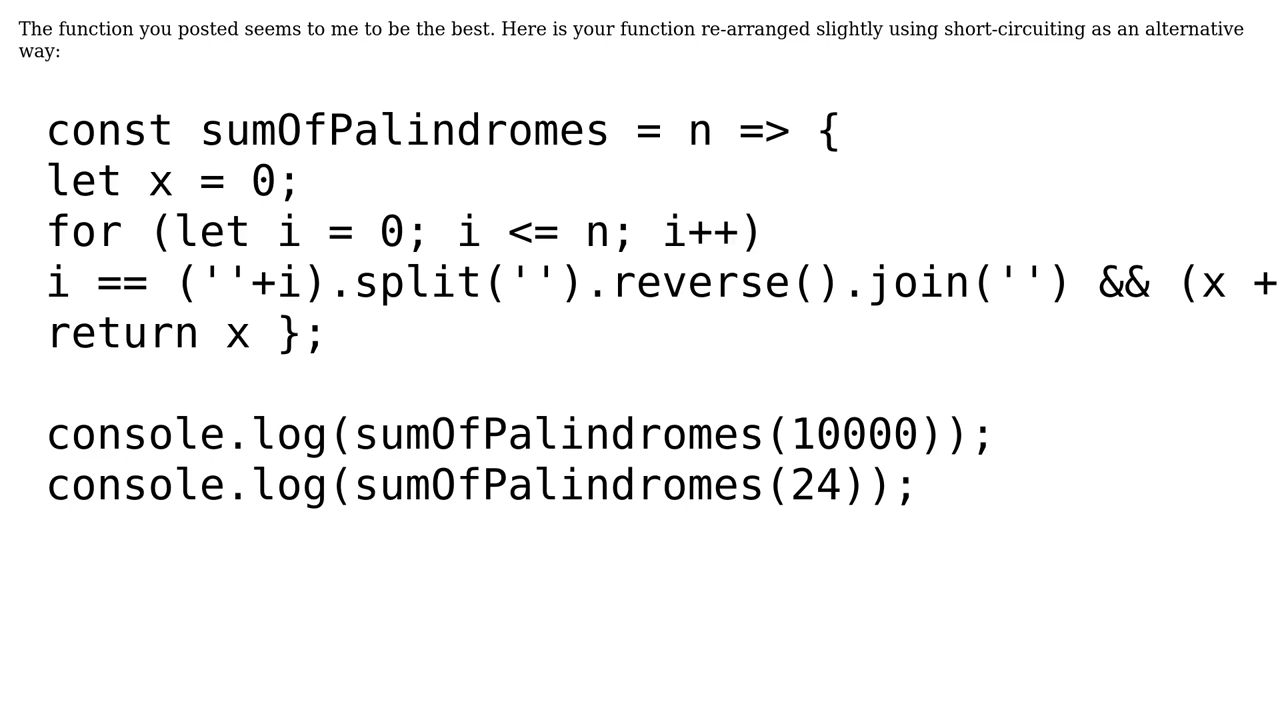 The function you posted seems to me to be the best. Here is your function re-arranged slightly using short-circuiting as an alternative
way:
const sumOfPalindromes = n => {
let x = 0;
for (let i = 0; i <= n; i++)
i == (''+i).split('').reverse().join('') && (x +
return x };
console.log(sumOfPalindromes(10000));
console.log(sumOfPalindromes(24));